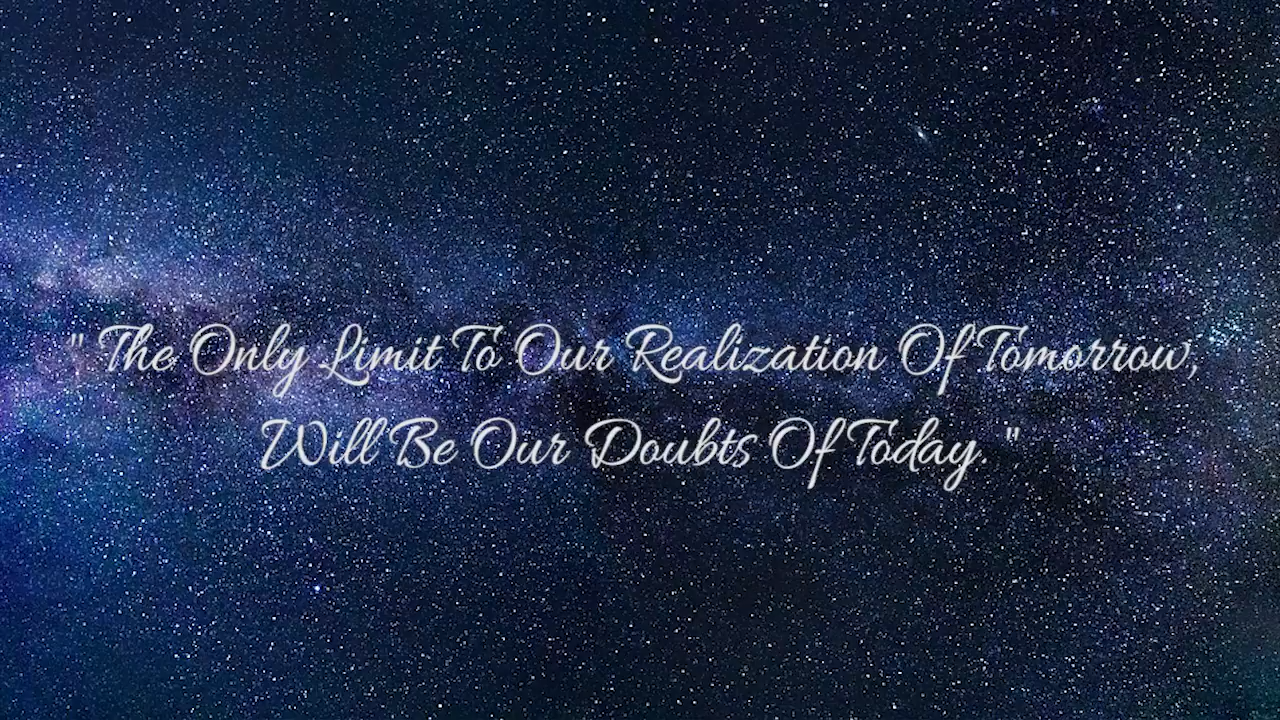 " The Only Limit To Our Realization Of Tomorrow,
Will Be Our Doubts Of Today. "